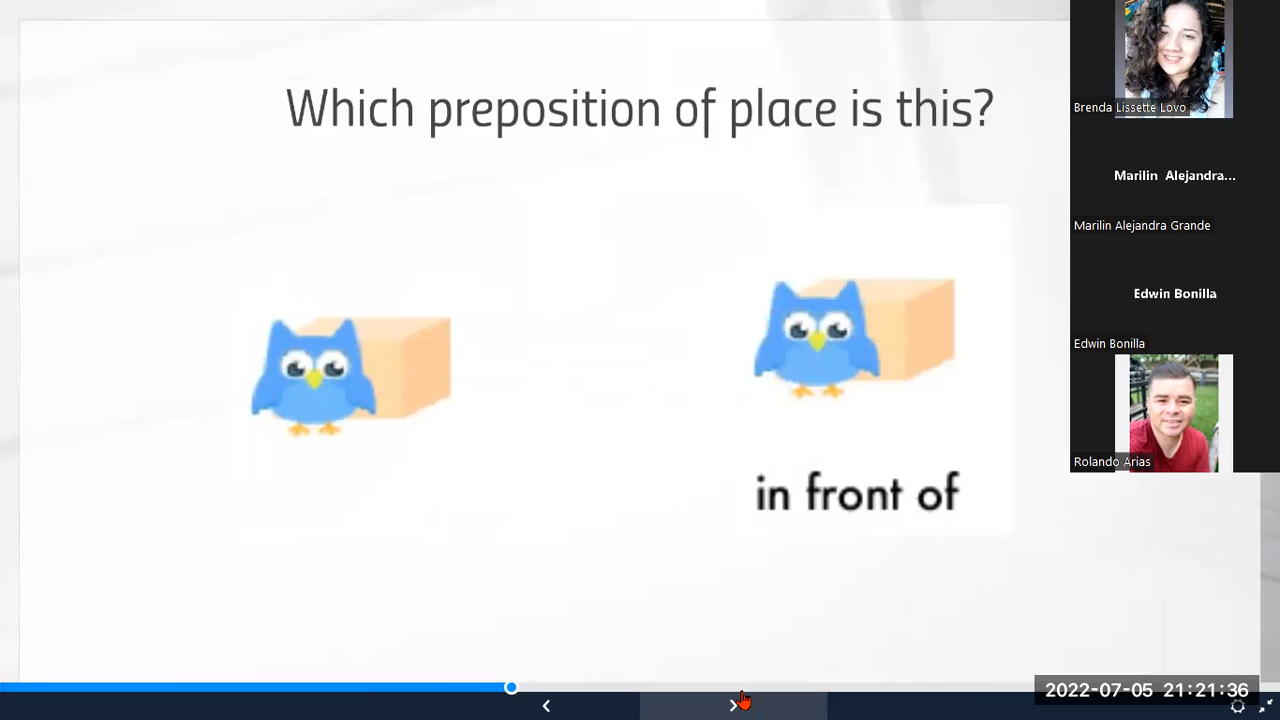 Which preposition of place is this?
in front of
Brenda Lissette Lovo
Marilin Alejandra...
Marilin Alejandra Grande
Edwin Bonilla
Edwin Bonilla
Rolando Arias
2022-07-05 21:21:36